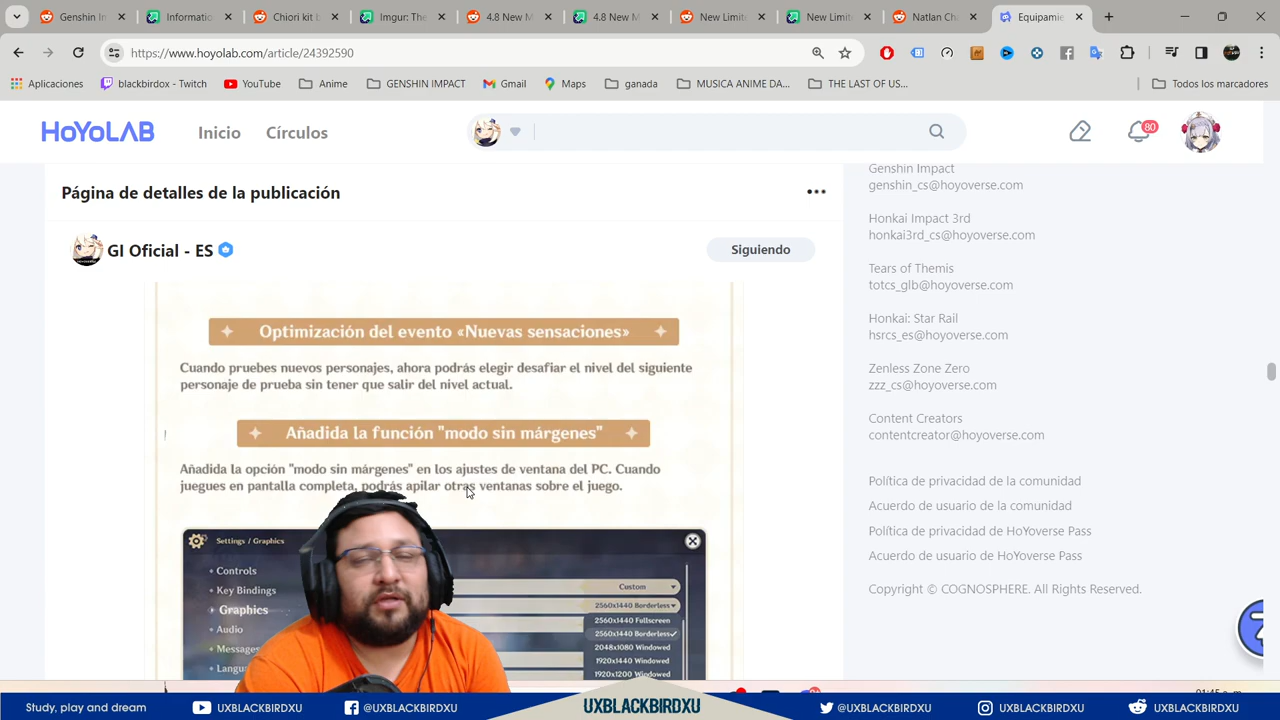 Genshin In
Informatio
Chiori kit b
Imgur: The
4.8 New M
4.8 New M
New Limite
New Limite
Natlan Cha
Equipamie
https://www.hoyolab.com/article/24392590
Aplicaciones
blackbirdox - Twitch
YouTube
Anime
GENSHIN IMPACT
Gmail
Maps
ganada
MUSICA ANIME DA...
THE LAST OF US...
Todos los marcadores
HoYoLAB
Inicio
Círculos
80
Página de detalles de la publicación
GI Oficial - ES
Siguiendo
Optimización del evento «Nuevas sensaciones»
Cuando pruebes nuevos personajes, ahora podrás elegir desafiar el nivel del siguiente
personaje de prueba sin tener que salir del nivel actual.
Añadida la función "modo sin márgenes"
Añadida la opción "modo sin márgenes" en los ajustes de ventana del PC. Cuando
juegues en pantalla completa, podrás apilar otras ventanas sobre el juego.
Settings / Graphics
Controls
Key Bindings
Graphics
Audio
Messages
Langu
Custom
2560x1440 Borderless
2560x1440 Fullscreen
2560x1440 Borderless
2048x1080 Windowed
1920x1440 Windowed
1920x1200 Windowed
Genshin Impact
genshin_cs@hoyoverse.com
Honkai Impact 3rd
honkai3rd_cs@hoyoverse.com
Tears of Themis
totcs_glb@hoyoverse.com
Honkai: Star Rail
hsrcs_es@hoyoverse.com
Zenless Zone Zero
zzz_cs@hoyoverse.com
Content Creators
contentcreator@hoyoverse.com
Política de privacidad de la comunidad
Acuerdo de usuario de la comunidad
Política de privacidad de HoYoverse Pass
Acuerdo de usuario de HoYoverse Pass
Copyright © COGNOSPHERE. All Rights Reserved.
Study, play and dream
UXBLACKBIRDXU
@UXBLACKBIRDXU
UXBLACKBIRDXU
@UXBLACKBIRDXU
UXBLACKBIRDXU
UXBLACKBIRDXU